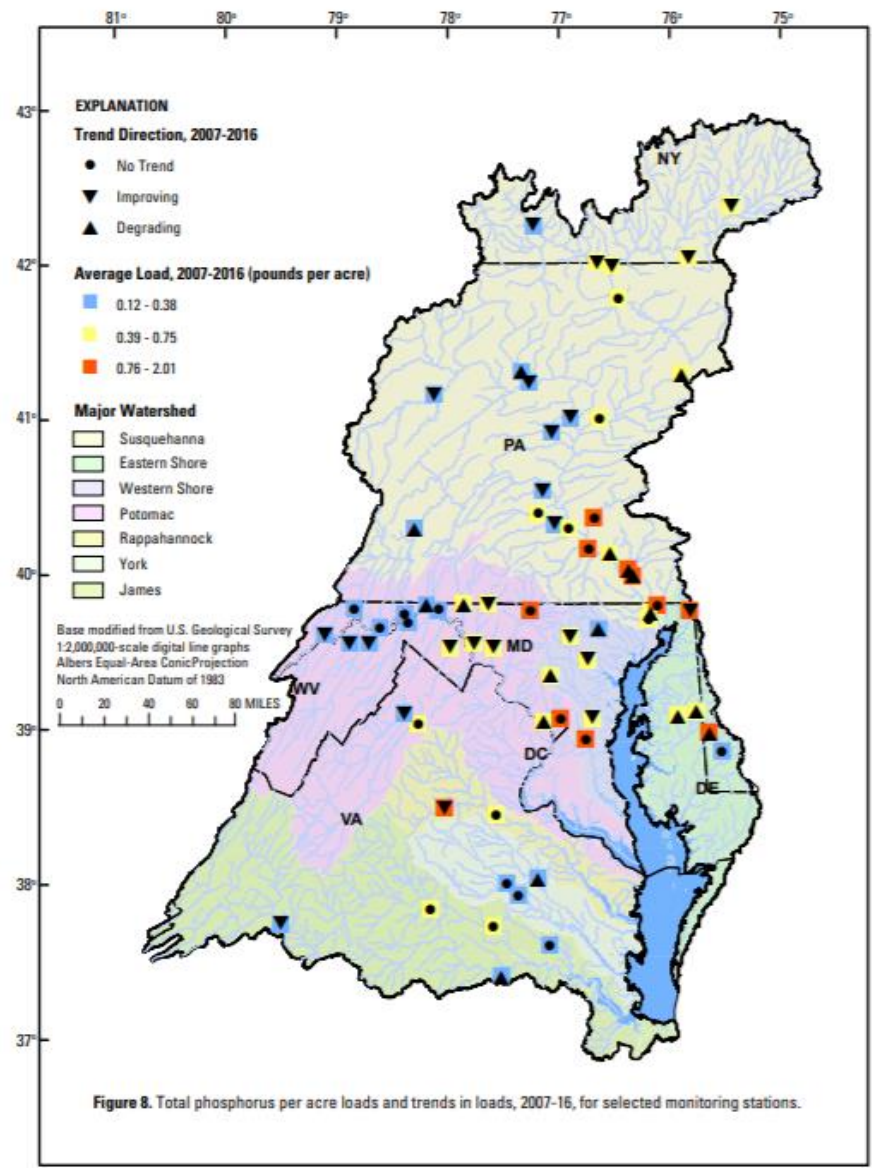 81° 80° 79° 78° 77° 76° 75°
43°
EXPLANATION
Trend Direction, 2007-2016
No Trend
Improving
Degrading
NY
42°
Average Load, 2007-2016 (pounds per acre)
0.12 - 0.38
0.39 - 0.75
0.76 - 2.01
41°
Major Watershed
Susquehanna
Eastern Shore
Western Shore
Potomac
Rappahannock
York
James
PA
40°
Base modified from U.S. Geological Survey
1:2,000,000-scale digital line graphs
Albers Equal-Area ConicProjection
North American Datum of 1983
0 20 40 60 80 MILES
MD
WV
39°
DC
DE
VA
38°
37°
Figure 8. Total phosphorus per acre loads and trends in loads, 2007-16, for selected monitoring stations.